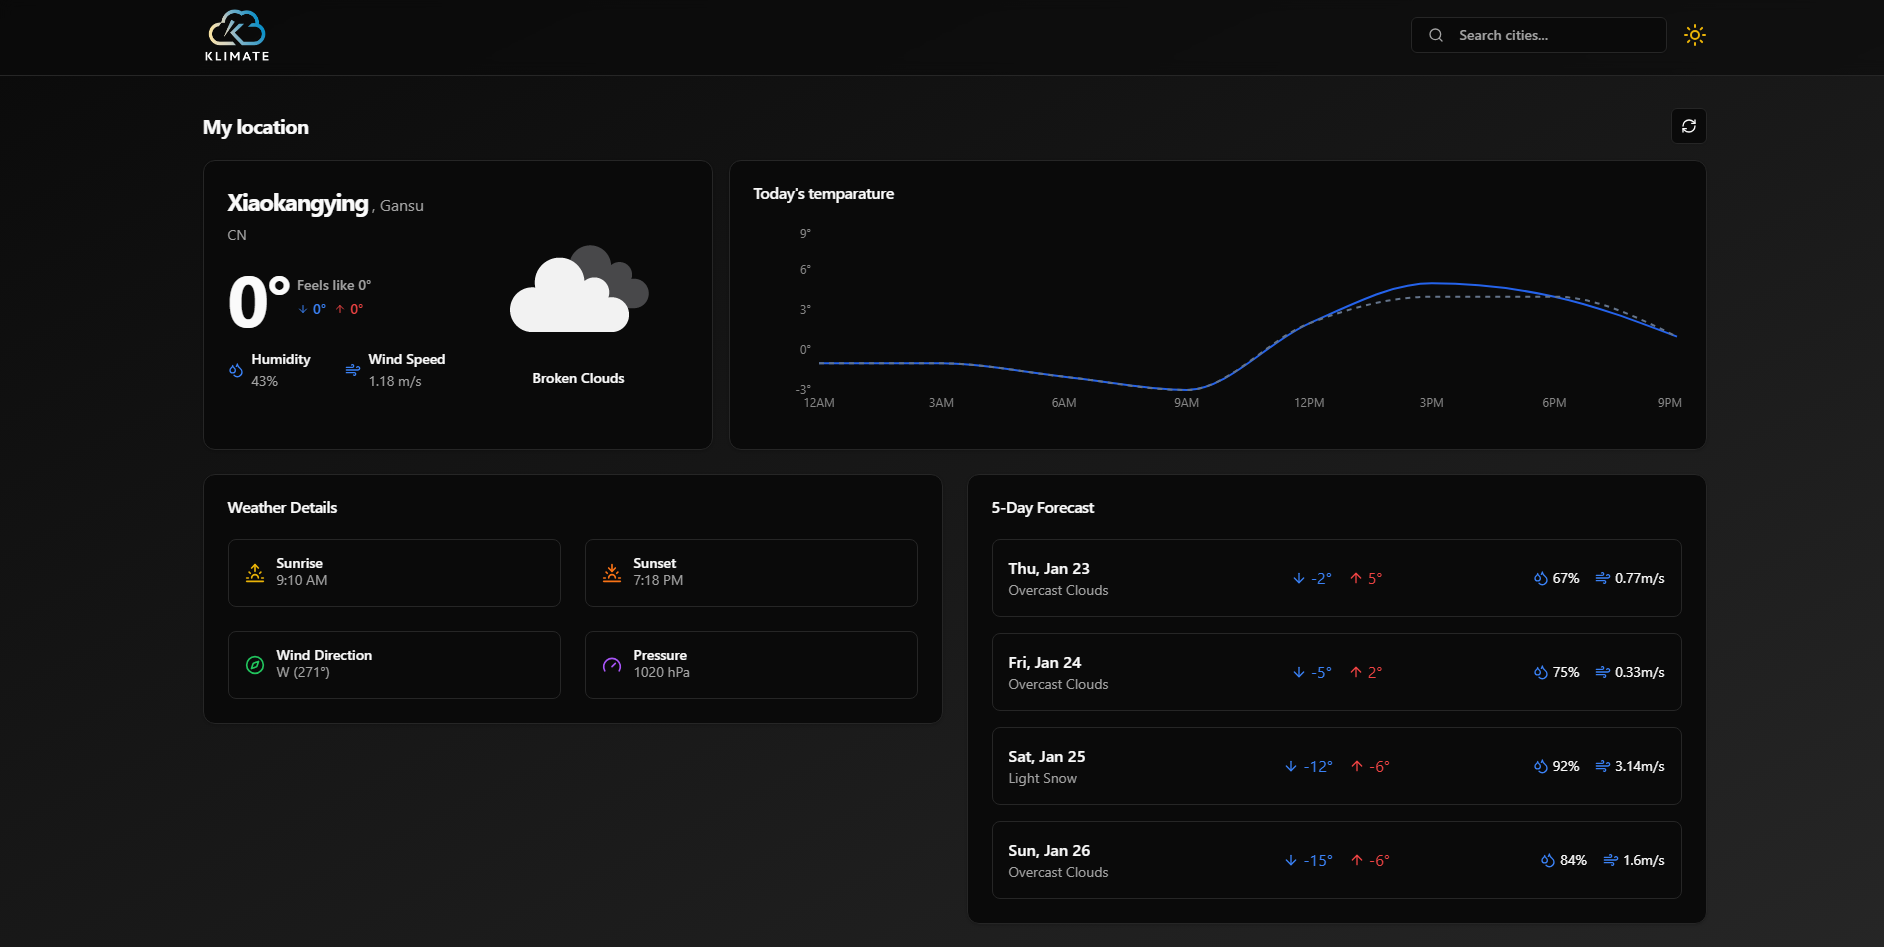 KLIMATE
Search cities...
My location
Xiaokangying , Gansu
CN
0°
Feels like 0°
↓ 0° ↑ 0°
Humidity
43%
Wind Speed
1.18 m/s
Broken Clouds
Today's temparature
9°
6°
3°
0°
-3°
12AM 3AM 6AM 9AM 12PM 3PM 6PM 9PM
Weather Details
Sunrise
9:10 AM
Sunset
7:18 PM
Wind Direction
W (271°)
Pressure
1020 hPa
5-Day Forecast
Thu, Jan 23
Overcast Clouds
↓ -2° ↑ 5° 67% 0.77m/s
Fri, Jan 24
Overcast Clouds
↓ -5° ↑ 2° 75% 0.33m/s
Sat, Jan 25
Light Snow
↓ -12° ↑ -6° 92% 3.14m/s
Sun, Jan 26
Overcast Clouds
↓ -15° ↑ -6° 84% 1.6m/s